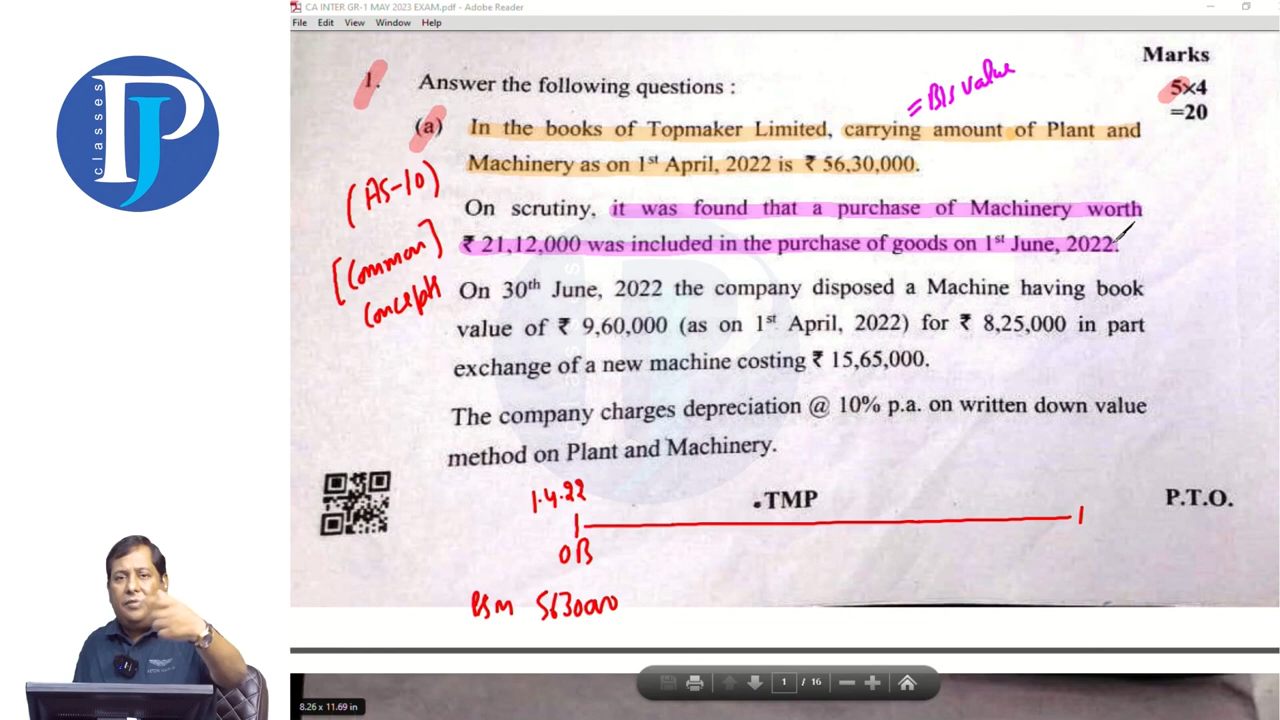 CA INTER GR-1 MAY 2023 EXAM.pdf - Adobe Reader
File Edit View Window Help
PJ
classes
Marks
1. Answer the following questions :
5×4
=20
= B/s value
(a) In the books of Topmaker Limited, carrying amount of Plant and
Machinery as on 1st April, 2022 is ₹ 56,30,000.
(AS-10)
On scrutiny, it was found that a purchase of Machinery worth
₹ 21,12,000 was included in the purchase of goods on 1st June, 2022.
[Common]
Concepts
On 30th June, 2022 the company disposed a Machine having book
value of ₹ 9,60,000 (as on 1st April, 2022) for ₹ 8,25,000 in part
exchange of a new machine costing ₹ 15,65,000.
The company charges depreciation @ 10% p.a. on written down value
method on Plant and Machinery.
1.4.22
.TMP
P.T.O.
OB
P&M 5630000
1 / 16
8.26 x 11.69 in